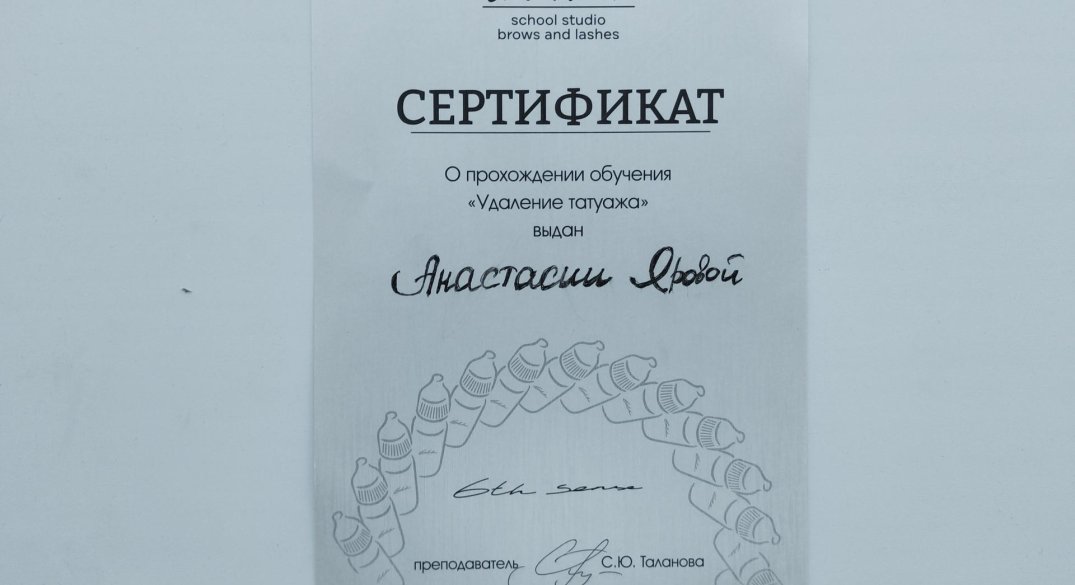 school studio
brows and lashes
СЕРТИФИКАТ
О прохождении обучения
«Удаление татуажа»
выдан
Анастасии Яровой
6th sense
преподаватель С.Ю. Таланова